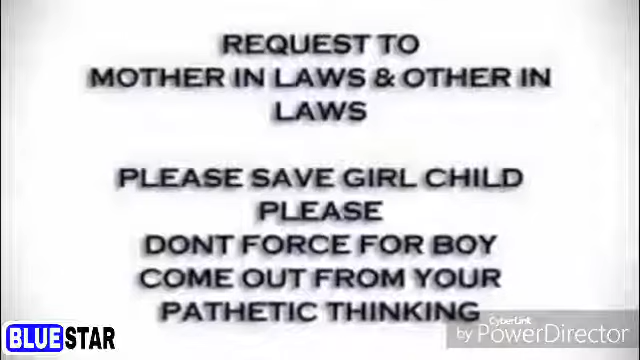 REQUEST TO
MOTHER IN LAWS & OTHER IN
LAWS
PLEASE SAVE GIRL CHILD
PLEASE
DONT FORCE FOR BOY
COME OUT FROM YOUR
PATHETIC THINKING
CyberLink
by PowerDirector
BLUESTAR